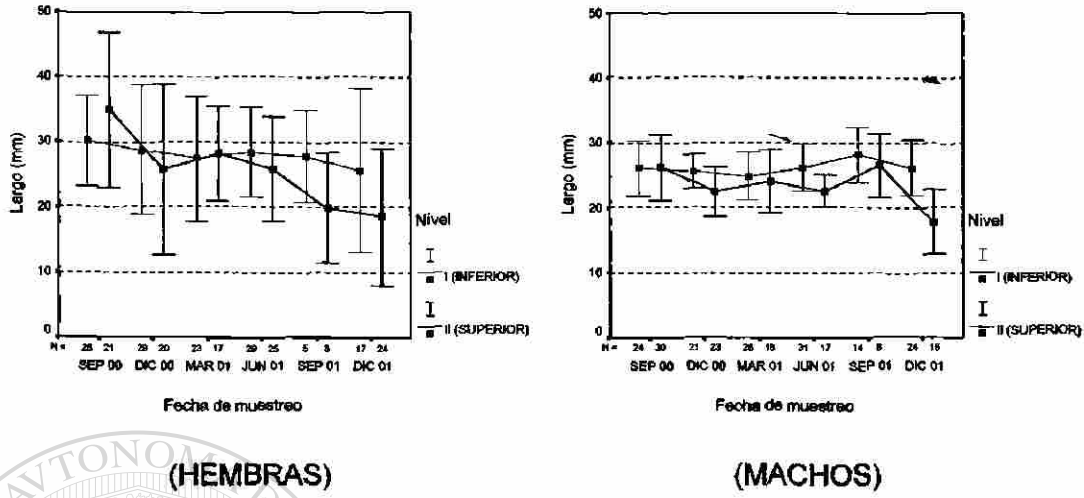 50
40
30
20
10
0
Largo (mm)
N = 28 21 29 20 23 17 29 25 5 8 17 24
SEP 00 DIC 00 MAR 01 JUN 01 SEP 01 DIC 01
Fecha de muestreo
Nivel
I (INFERIOR)
II (SUPERIOR)
(HEMBRAS)
50
40
30
20
10
0
Largo (mm)
N = 24 30 21 23 26 18 31 17 14 8 24 16
SEP 00 DIC 00 MAR 01 JUN 01 SEP 01 DIC 01
Fecha de muestreo
Nivel
I (INFERIOR)
II (SUPERIOR)
(MACHOS)